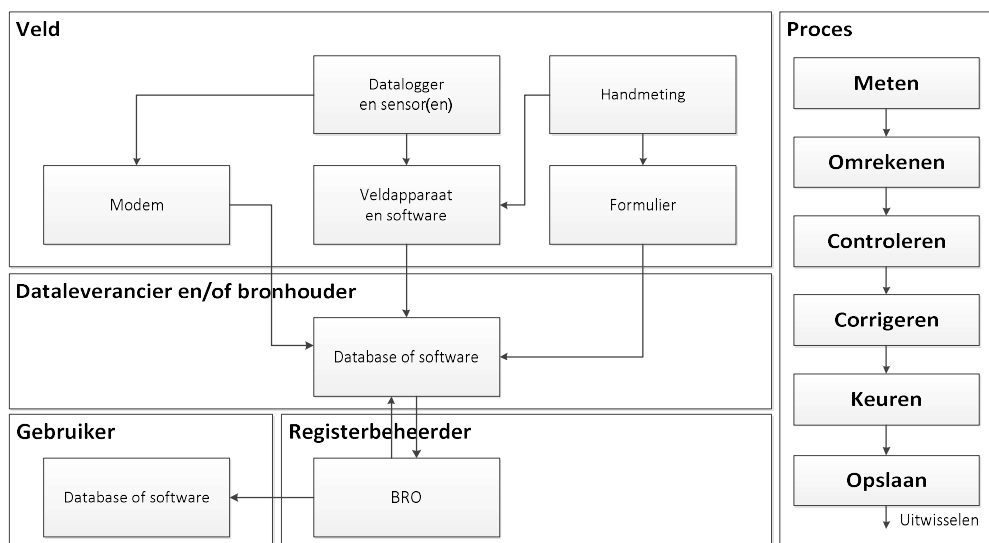 Veld
Datalogger
en sensor(en)
Handmeting
Modem
Veldapparaat
en software
Formulier
Dataleverancier en/of bronhouder
Database of software
Gebruiker
Database of software
Registerbeheerder
BRO
Proces
Meten
Omrekenen
Controleren
Corrigeren
Keuren
Opslaan
Uitwisselen